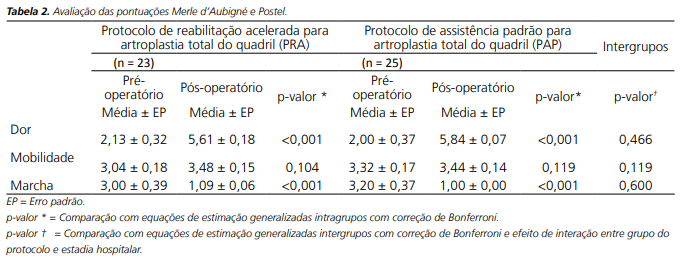 Tabela 2. Avaliação das pontuações Merle d'Aubigné e Postel.
Protocolo de reabilitação acelerada para artroplastia total do quadril (PRA) Protocolo de assistência padrão para artroplastia total do quadril (PAP) Intergrupos
(n = 23) (n = 25)
Pré-operatório Pós-operatório p-valor * Pré-operatório Pós-operatório p-valor* p-valor†
Média ± EP Média ± EP Média ± EP Média ± EP
Dor 2,13 ± 0,32 5,61 ± 0,18 <0,001 2,00 ± 0,37 5,84 ± 0,07 <0,001 0,466
Mobilidade 3,04 ± 0,18 3,48 ± 0,15 0,104 3,32 ± 0,17 3,44 ± 0,14 0,119 0,119
Marcha 3,00 ± 0,39 1,09 ± 0,06 <0,001 3,20 ± 0,37 1,00 ± 0,00 <0,001 0,600
EP = Erro padrão.
p-valor * = Comparação com equações de estimação generalizadas intragrupos com correção de Bonferroni.
p-valor † = Comparação com equações de estimação generalizadas intergrupos com correção de Bonferroni e efeito de interação entre grupo do
protocolo e estadia hospitalar.